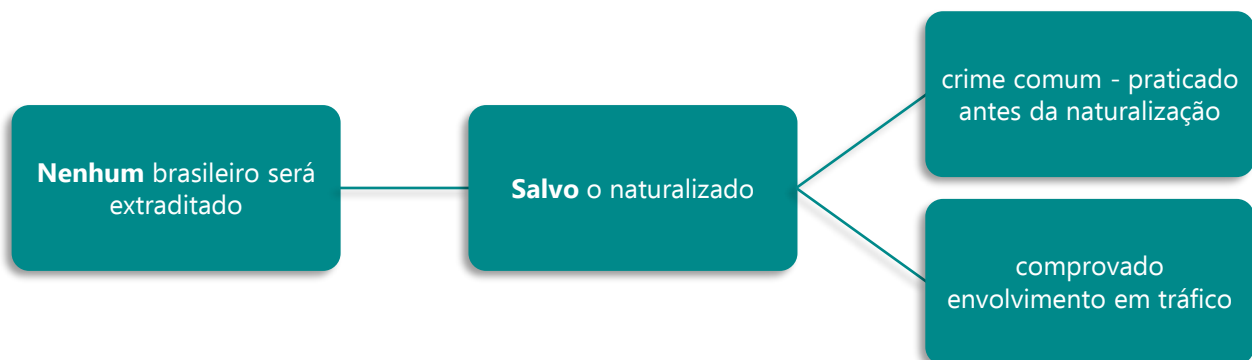 Nenhum brasileiro será
extraditado
Salvo o naturalizado
crime comum - praticado
antes da naturalização
comprovado
envolvimento em tráfico